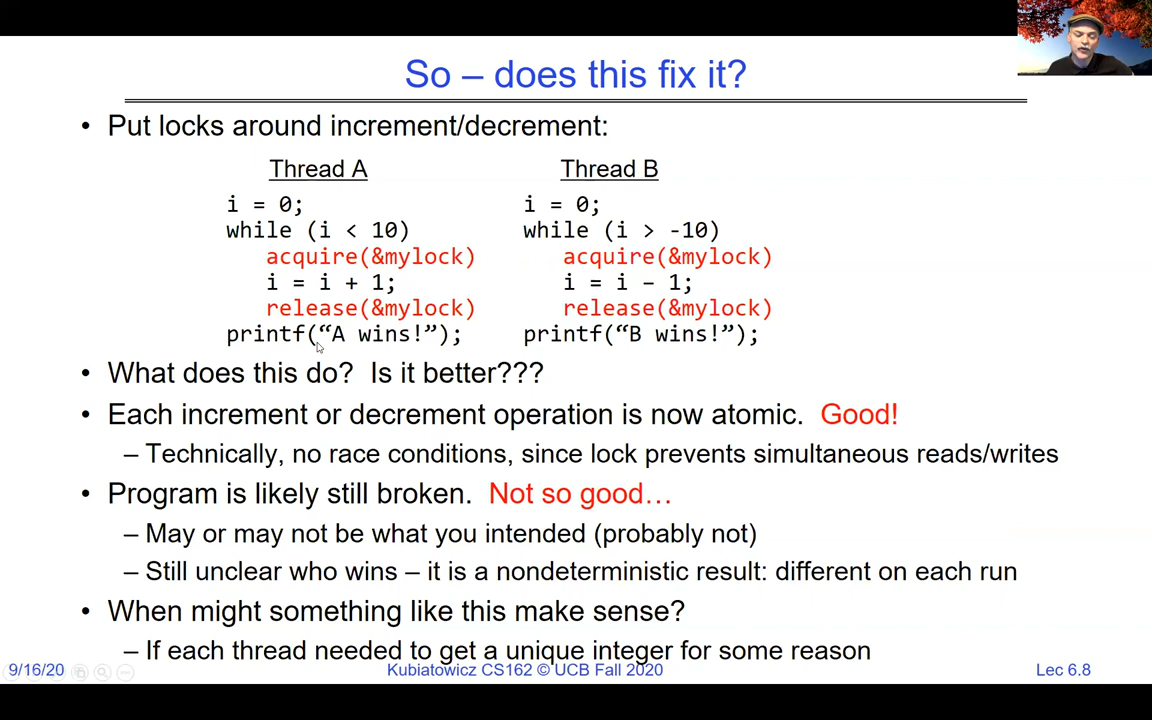 So – does this fix it?
• Put locks around increment/decrement:
Thread A Thread B
i = 0; i = 0;
while (i < 10) while (i > -10)
acquire(&mylock) acquire(&mylock)
i = i + 1; i = i – 1;
release(&mylock) release(&mylock)
printf(“A wins!”); printf(“B wins!”);
• What does this do? Is it better???
• Each increment or decrement operation is now atomic. Good!
– Technically, no race conditions, since lock prevents simultaneous reads/writes
• Program is likely still broken. Not so good…
– May or may not be what you intended (probably not)
– Still unclear who wins – it is a nondeterministic result: different on each run
• When might something like this make sense?
– If each thread needed to get a unique integer for some reason
9/16/20 Kubiatowicz CS162 © UCB Fall 2020 Lec 6.8